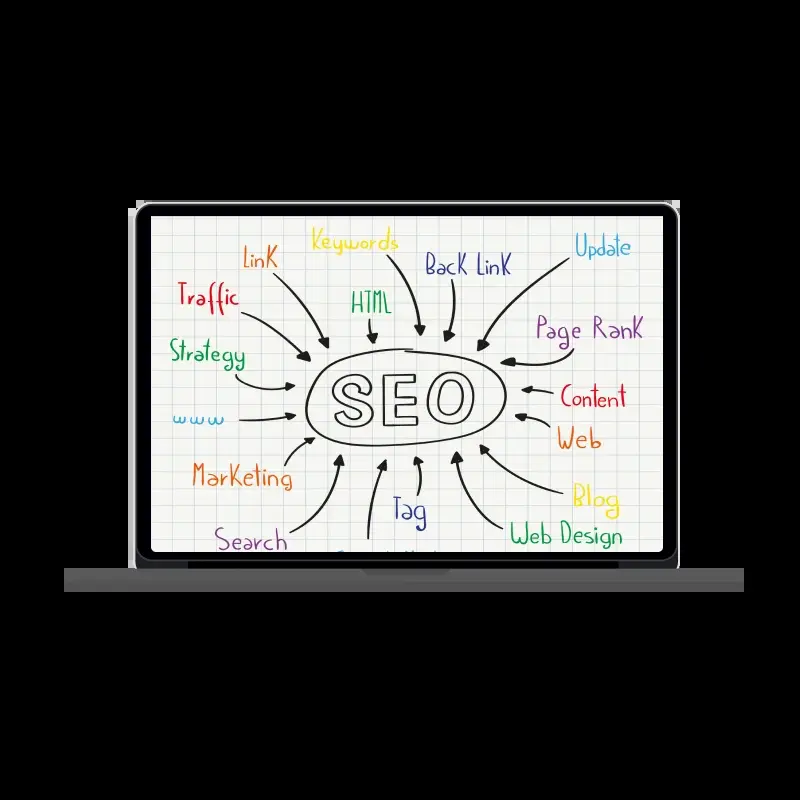 Keywords
Update
Link
Back Link
Traffic
HTML
Page Rank
Strategy
SEO
Content
www
Web
Marketing
Blog
Tag
Web Design
Search